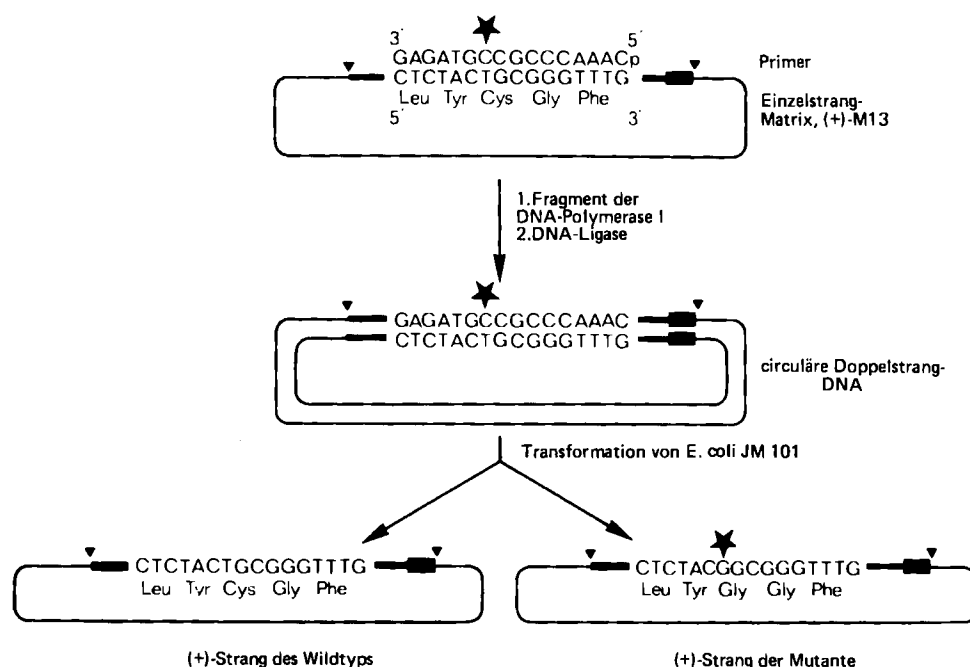 3' 5'
GAGATGCCGCCCAAACp
Primer
CTCTACTGCGGGTTTG
Leu Tyr Cys Gly Phe
Einzelstrang-
Matrix, (+)-M13
5' 3'
1.Fragment der
DNA-Polymerase I
2.DNA-Ligase
GAGATGCCGCCCAAAC
CTCTACTGCGGGTTTG
circuläre Doppelstrang-
DNA
Transformation von E. coli JM 101
CTCTACTGCGGGTTTG
Leu Tyr Cys Gly Phe
(+)-Strang des Wildtyps
CTCTACGGCGGGTTTG
Leu Tyr Gly Gly Phe
(+)-Strang der Mutante